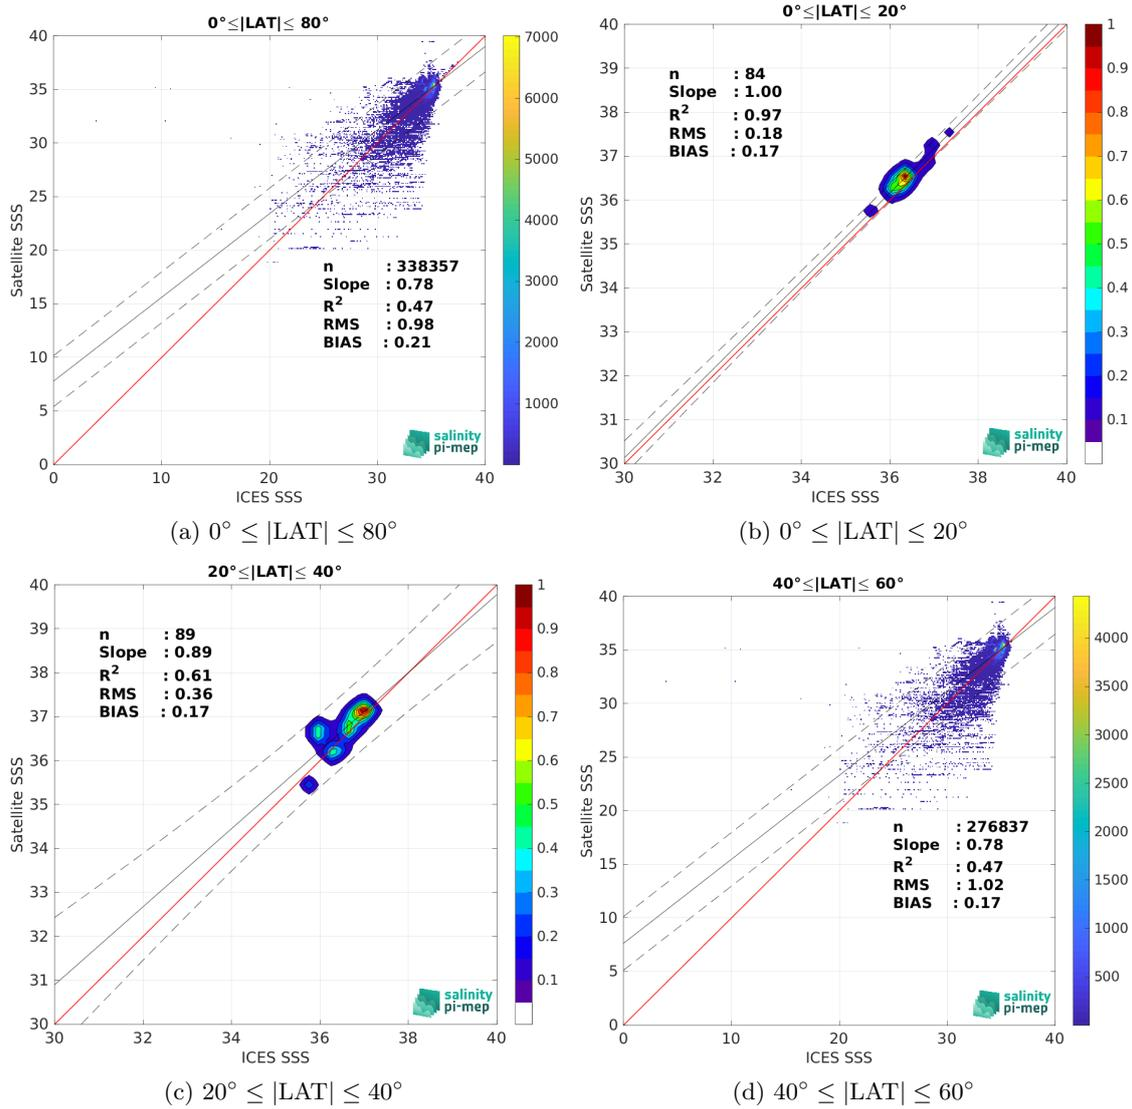 0°≤|LAT|≤ 80°
40
35
30
25
20
15
10
5
0
Satellite SSS
0
10
20
30
40
ICES SSS
7000
6000
5000
4000
3000
2000
1000
n : 338357
Slope : 0.78
R² : 0.47
RMS : 0.98
BIAS : 0.21
salinity
pi-mep
(a) 0° ≤ |LAT| ≤ 80°
0°≤|LAT|≤ 20°
40
39
38
37
36
35
34
33
32
31
30
Satellite SSS
30
32
34
36
38
40
ICES SSS
1
0.9
0.8
0.7
0.6
0.5
0.4
0.3
0.2
0.1
n : 84
Slope : 1.00
R² : 0.97
RMS : 0.18
BIAS : 0.17
salinity
pi-mep
(b) 0° ≤ |LAT| ≤ 20°
20°≤|LAT|≤ 40°
40
39
38
37
36
35
34
33
32
31
30
Satellite SSS
30
32
34
36
38
40
ICES SSS
1
0.9
0.8
0.7
0.6
0.5
0.4
0.3
0.2
0.1
n : 89
Slope : 0.89
R² : 0.61
RMS : 0.36
BIAS : 0.17
salinity
pi-mep
(c) 20° ≤ |LAT| ≤ 40°
40°≤|LAT|≤ 60°
40
35
30
25
20
15
10
5
0
Satellite SSS
0
10
20
30
40
ICES SSS
4000
3500
3000
2500
2000
1500
1000
500
n : 276837
Slope : 0.78
R² : 0.47
RMS : 1.02
BIAS : 0.17
salinity
pi-mep
(d) 40° ≤ |LAT| ≤ 60°